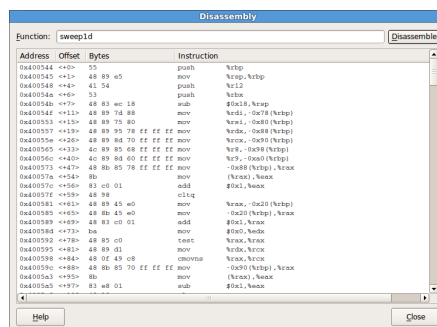 Disassembly
Function: sweep1d Disassemble
Address Offset Bytes Instruction
0x400544 <+0> 55 push %rbp
0x400545 <+1> 48 89 e5 mov %rsp,%rbp
0x400548 <+4> 41 54 push %r12
0x40054a <+6> 53 push %rbx
0x40054b <+7> 48 83 ec 18 sub $0x18,%rsp
0x40054f <+11> 48 89 7d 88 mov %rdi,-0x78(%rbp)
0x400553 <+15> 48 89 75 80 mov %rsi,-0x80(%rbp)
0x400557 <+19> 48 89 95 78 ff ff ff mov %rdx,-0x88(%rbp)
0x40055e <+26> 48 89 8d 70 ff ff ff mov %rcx,-0x90(%rbp)
0x400565 <+33> 4c 89 85 68 ff ff ff mov %r8,-0x98(%rbp)
0x40056c <+40> 4c 89 8d 60 ff ff ff mov %r9,-0xa0(%rbp)
0x400573 <+47> 48 8b 85 78 ff ff ff mov -0x88(%rbp),%rax
0x40057a <+54> 8b mov (%rax),%eax
0x40057c <+56> 83 c0 01 add $0x1,%eax
0x40057f <+59> 48 98 cltq
0x400581 <+61> 48 89 45 e0 mov %rax,-0x20(%rbp)
0x400585 <+65> 48 8b 45 e0 mov -0x20(%rbp),%rax
0x400589 <+69> 48 83 c0 01 add $0x1,%rax
0x40058d <+73> ba mov $0x0,%edx
0x400592 <+78> 48 85 c0 test %rax,%rax
0x400595 <+81> 48 89 d1 mov %rdx,%rcx
0x400598 <+84> 48 0f 49 c8 cmovns %rax,%rcx
0x40059c <+88> 48 8b 85 70 ff ff ff mov -0x90(%rbp),%rax
0x4005a3 <+95> 8b mov (%rax),%eax
0x4005a5 <+97> 83 e8 01 sub $0x1,%eax
Help Close